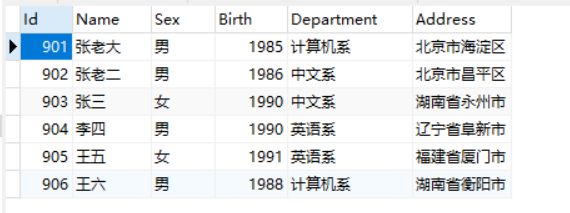 Id Name Sex Birth Department Address
901 张老大 男 1985 计算机系 北京市海淀区
902 张老二 男 1986 中文系 北京市昌平区
903 张三 女 1990 中文系 湖南省永州市
904 李四 男 1990 英语系 辽宁省阜新市
905 王五 女 1991 英语系 福建省厦门市
906 王六 男 1988 计算机系 湖南省衡阳市